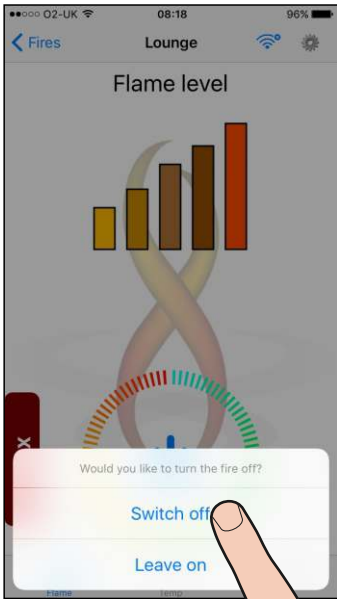 O2-UK 08:18 96%
Fires Lounge
Flame level
X
Would you like to turn the fire off?
Switch off
Leave on
Flame Temp